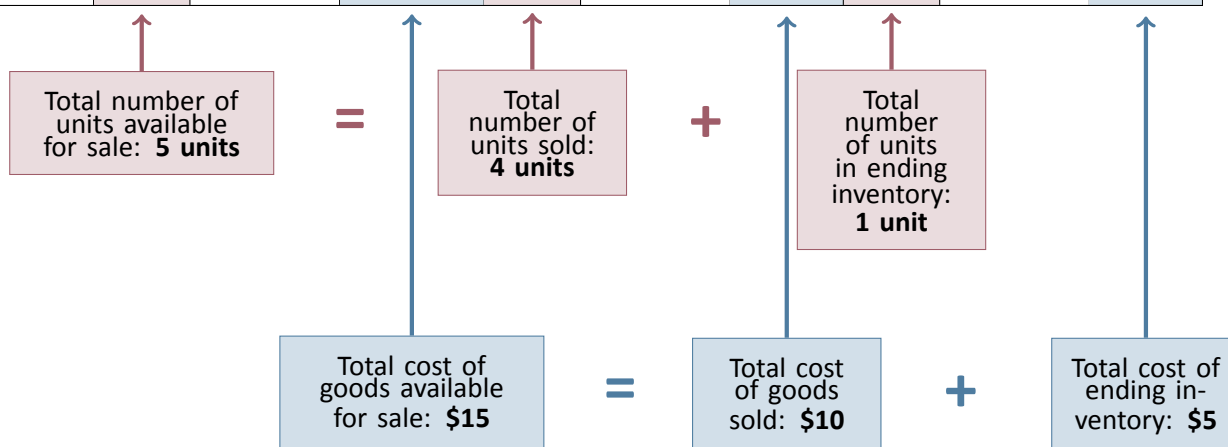 Total number of
units available
for sale: 5 units
=
Total
number of
units sold:
4 units
+
Total
number
of units
in ending
inventory:
1 unit
Total cost of
goods available
for sale: $15
=
Total cost
of goods
sold: $10
+
Total cost of
ending in-
ventory: $5